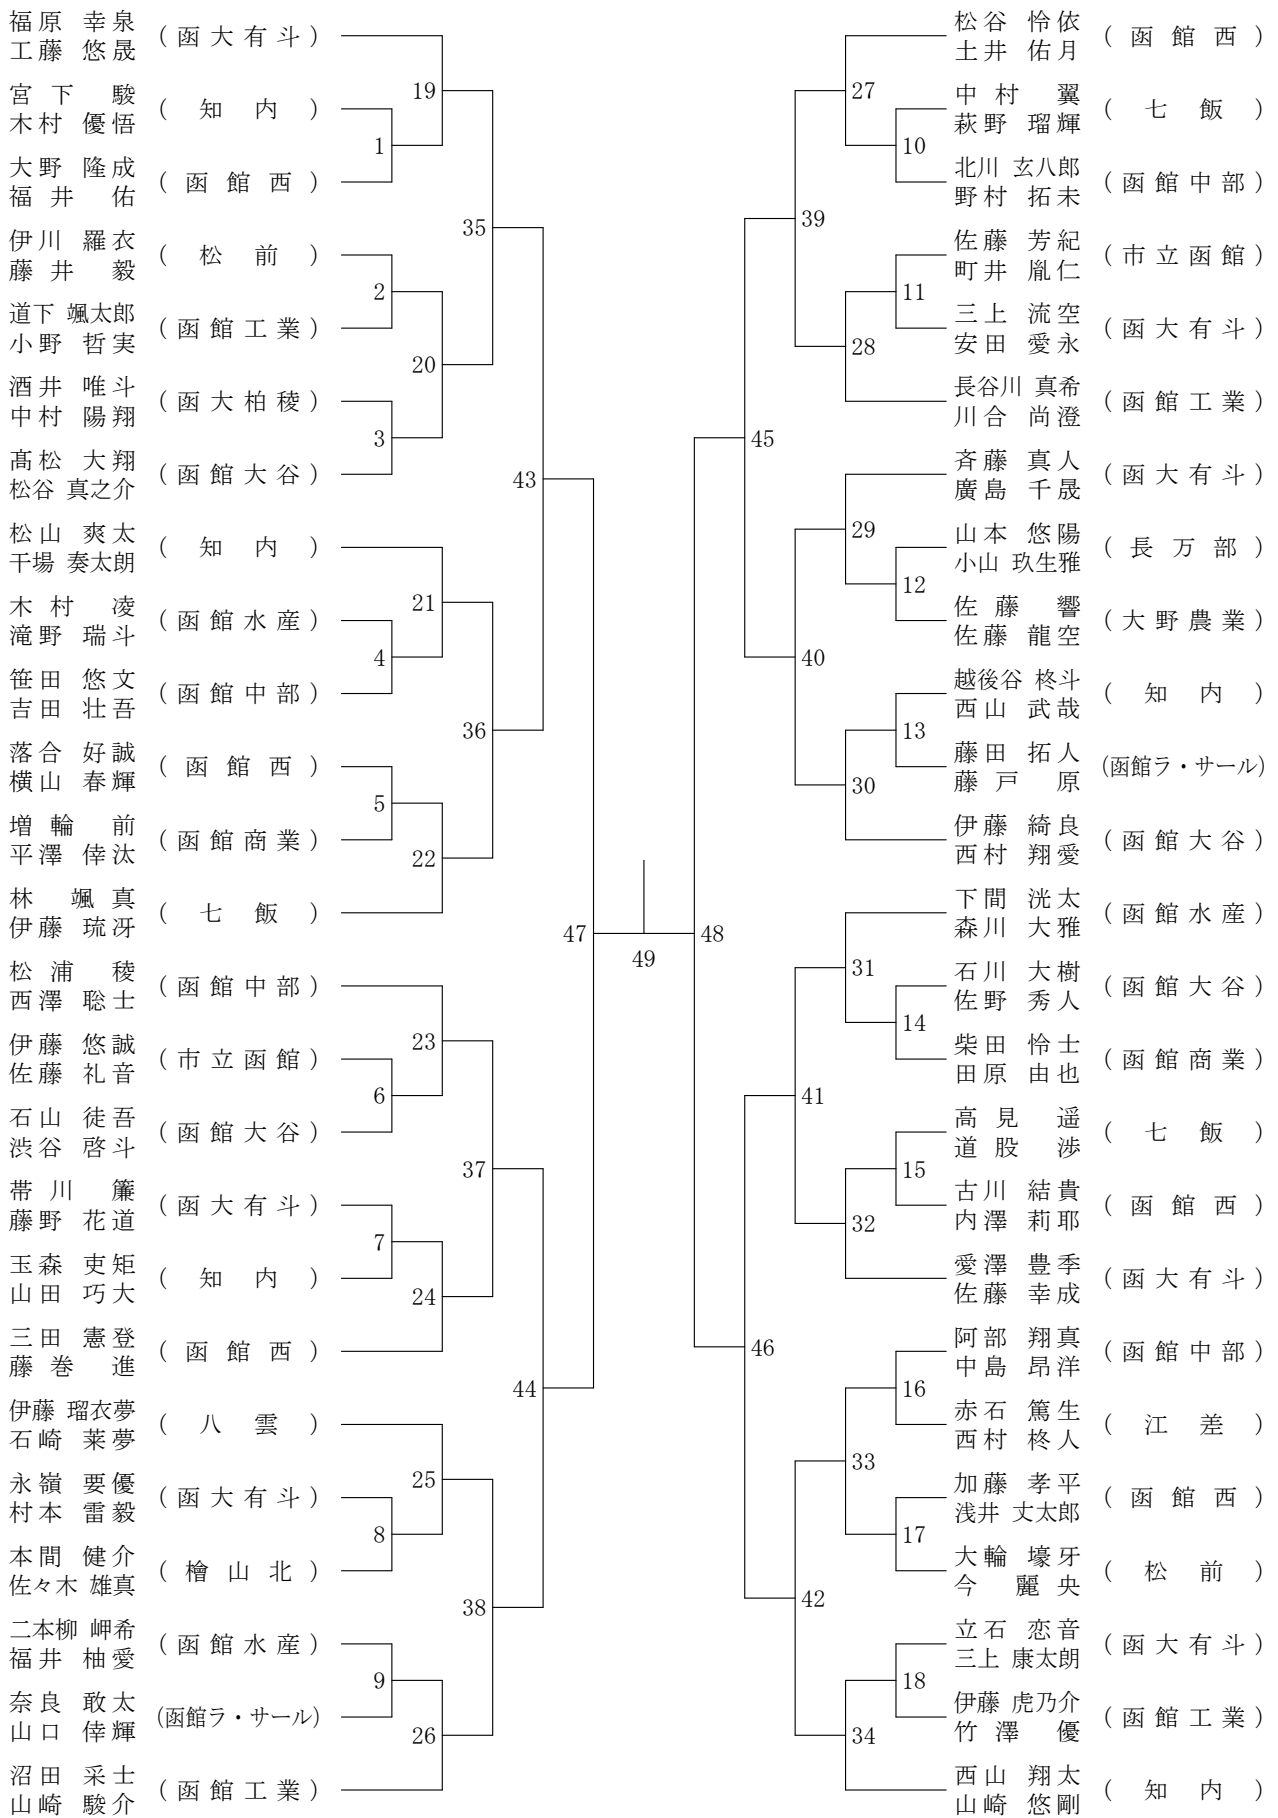 福原 幸泉
工藤 悠晟
(函大有斗)
宮下 駿
木村 優悟
(知内)
大野 隆成
福井 佑
(函館西)
伊川 羅衣
藤井 毅
(松前)
道下 颯太郎
小野 哲実
(函館工業)
酒井 唯斗
中村 陽翔
(函大柏稜)
髙松 大翔
松谷 真之介
(函館大谷)
松山 爽太
干場 奏太朗
(知内)
木村 凌
滝野 瑞斗
(函館水産)
笹田 悠文
吉田 壮吾
(函館中部)
落合 好誠
横山 春輝
(函館西)
増輪 前
平澤 倖汰
(函館商業)
林 颯真
伊藤 琉冴
(七飯)
松浦 稜
西澤 聡士
(函館中部)
伊藤 悠誠
佐藤 礼音
(市立函館)
石山 徒吾
渋谷 啓斗
(函館大谷)
帯川 簾
藤野 花道
(函大有斗)
玉森 吏矩
山田 巧大
(知内)
三田 憲登
藤巻 進
(函館西)
伊藤 瑠衣夢
石崎 莱夢
(八雲)
永嶺 要優
村本 雷毅
(函大有斗)
本間 健介
佐々木 雄真
(檜山北)
二本柳 岬希
福井 柚愛
(函館水産)
奈良 敢太
山口 倖輝
(函館ラ・サール)
沼田 采士
山崎 駿介
(函館工業)
1
2
3
4
5
6
7
8
9
19
20
21
22
23
24
25
26
35
36
37
38
43
44
47
49
48
45
46
39
40
41
42
27
28
29
30
31
32
33
34
10
11
12
13
14
15
16
17
18
松谷 怜依
土井 佑月
(函館西)
中村 翼
萩野 瑠輝
(七飯)
北川 玄八郎
野村 拓未
(函館中部)
佐藤 芳紀
町井 胤仁
(市立函館)
三上 流空
安田 愛永
(函大有斗)
長谷川 真希
川合 尚澄
(函館工業)
斉藤 真人
廣島 千晟
(函大有斗)
山本 悠陽
小山 玖生雅
(長万部)
佐藤 響
佐藤 龍空
(大野農業)
越後谷 柊斗
西山 武哉
(知内)
藤田 拓人
藤戸 原
(函館ラ・サール)
伊藤 綺良
西村 翔愛
(函館大谷)
下間 洸太
森川 大雅
(函館水産)
石川 大樹
佐野 秀人
(函館大谷)
柴田 怜士
田原 由也
(函館商業)
高見 遥
道股 渉
(七飯)
古川 結貴
内澤 莉耶
(函館西)
愛澤 豊季
佐藤 幸成
(函大有斗)
阿部 翔真
中島 昂洋
(函館中部)
赤石 篤生
西村 柊人
(江差)
加藤 孝平
浅井 丈太郎
(函館西)
大輪 壕牙
今 麗央
(松前)
立石 恋音
三上 康太朗
(函大有斗)
伊藤 虎乃介
竹澤 優
(函館工業)
西山 翔太
山崎 悠剛
(知内)